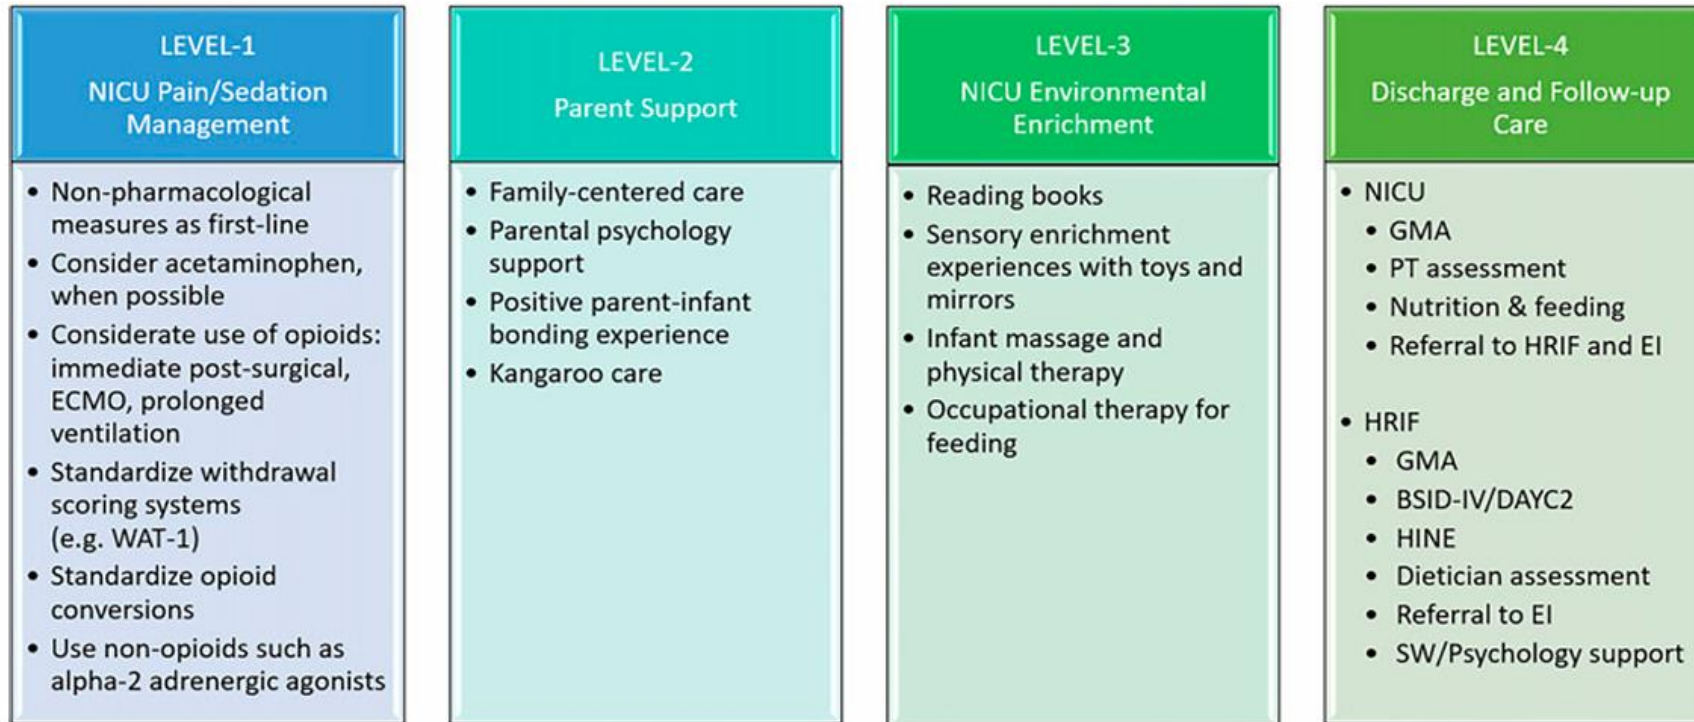 LEVEL-1
NICU Pain/Sedation
Management
• Non-pharmacological
measures as first-line
• Consider acetaminophen,
when possible
• Considerate use of opioids:
immediate post-surgical,
ECMO, prolonged
ventilation
• Standardize withdrawal
scoring systems
(e.g. WAT-1)
• Standardize opioid
conversions
• Use non-opioids such as
alpha-2 adrenergic agonists
LEVEL-2
Parent Support
• Family-centered care
• Parental psychology
support
• Positive parent-infant
bonding experience
• Kangaroo care
LEVEL-3
NICU Environmental
Enrichment
• Reading books
• Sensory enrichment
experiences with toys and
mirrors
• Infant massage and
physical therapy
• Occupational therapy for
feeding
LEVEL-4
Discharge and Follow-up
Care
• NICU
• GMA
• PT assessment
• Nutrition & feeding
• Referral to HRIF and EI
• HRIF
• GMA
• BSID-IV/DAYC2
• HINE
• Dietician assessment
• Referral to EI
• SW/Psychology support